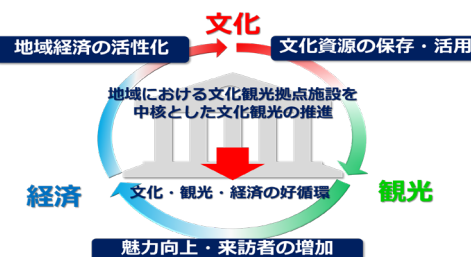 文化
地域経済の活性化
文化資源の保存・活用
地域における文化観光拠点施設を
中核とした文化観光の推進
経済
文化・観光・経済の好循環
観光
魅力向上・来訪者の増加